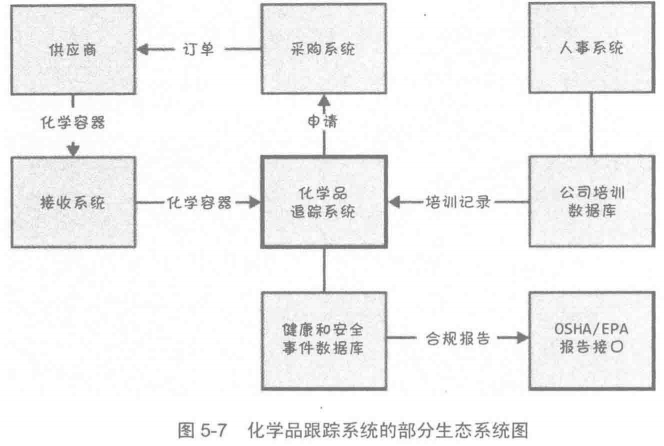 供应商
订单
采购系统
人事系统
化学容器
申请
接收系统
化学容器
化学品
追踪系统
培训记录
公司培训
数据库
健康和安全
事件数据库
合规报告
OSHA/EPA
报告接口
图 5-7 化学品跟踪系统的部分生态系统图